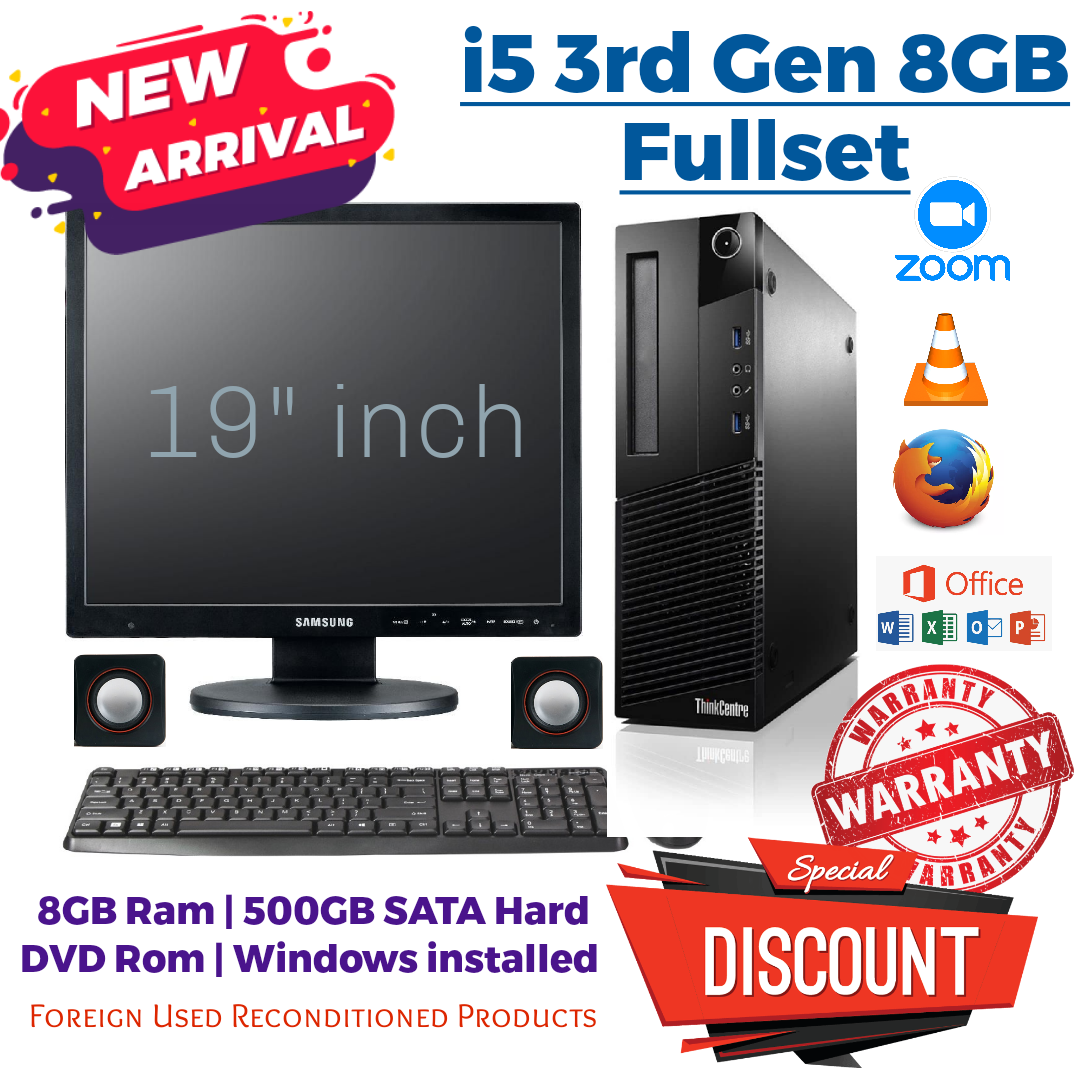 NEW
ARRIVAL
i5 3rd Gen 8GB
Fullset
zoom
19" inch
Office
W
X
O
P
SAMSUNG
ThinkCentre
WARRANTY
WARRANTY
WARRANTY
8GB Ram | 500GB SATA Hard
DVD Rom | Windows installed
Foreign Used Reconditioned Products
Special
DISCOUNT